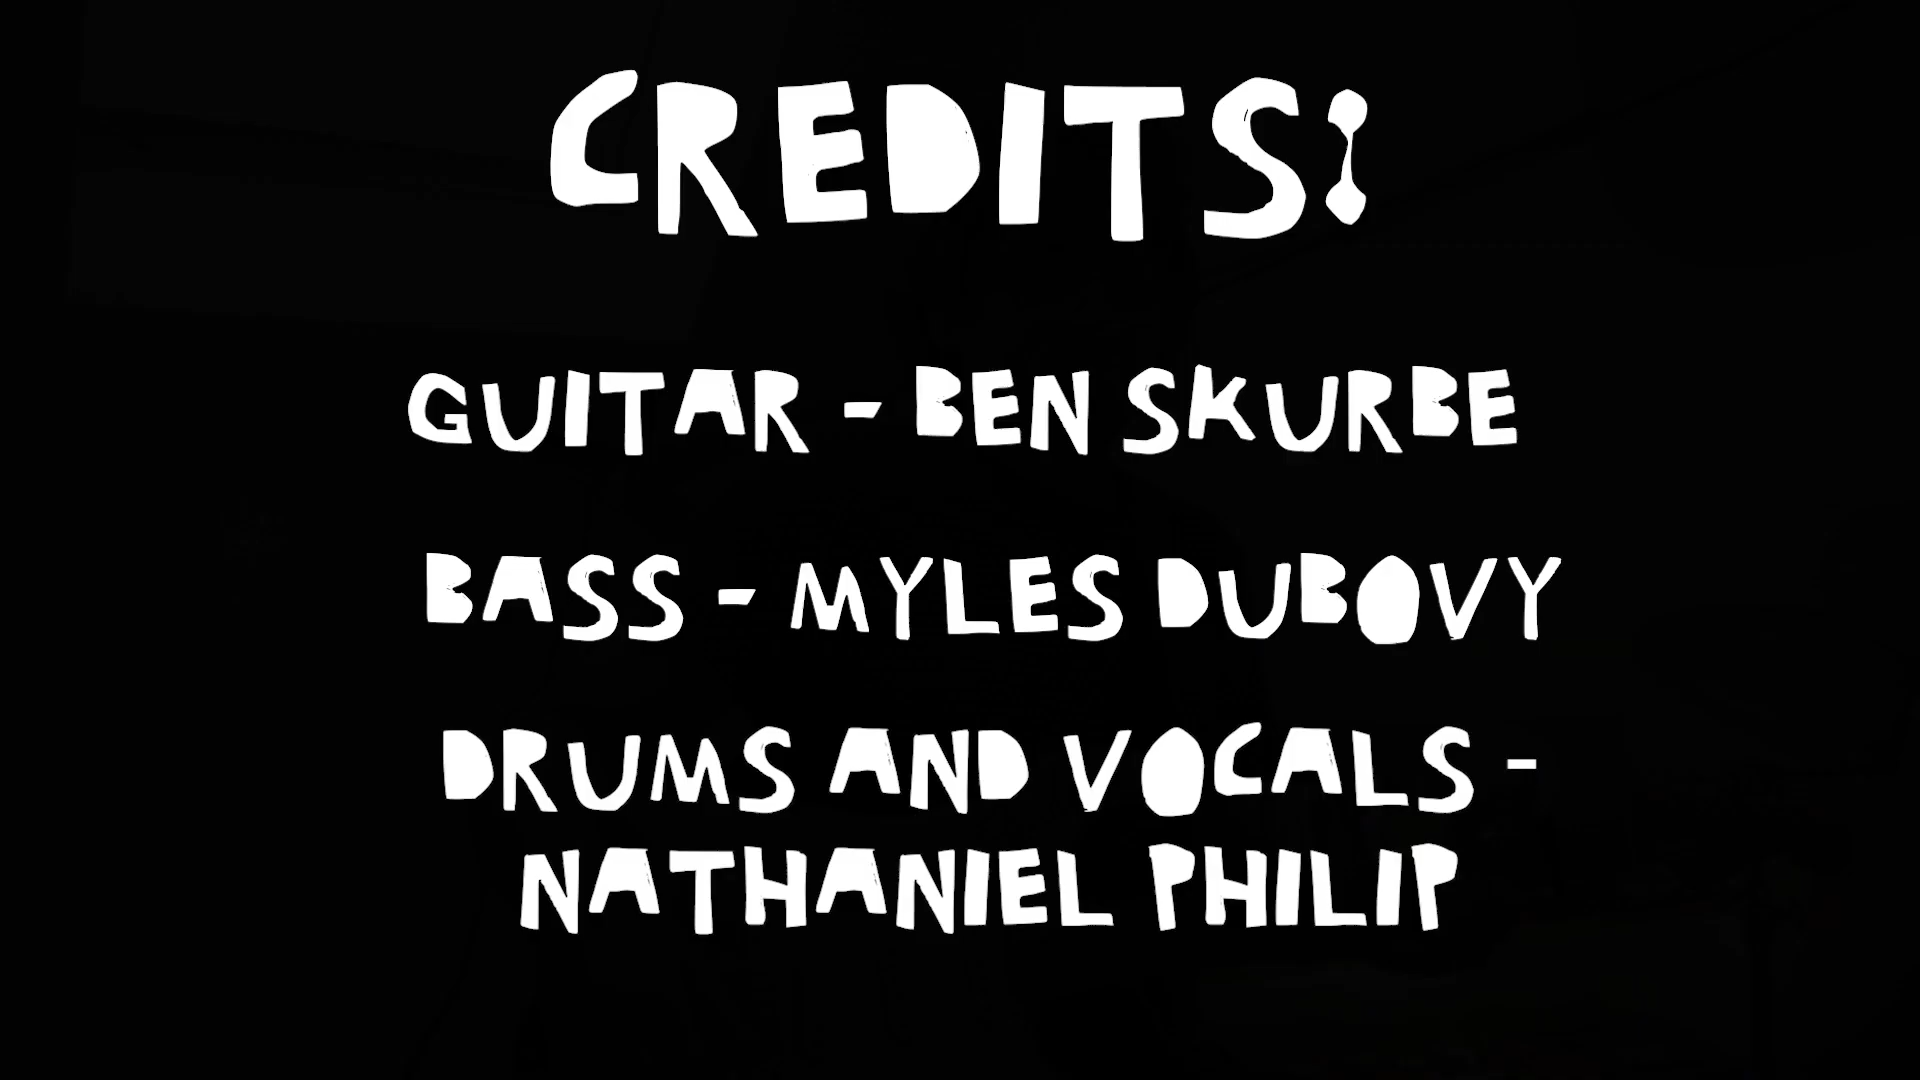 CREDITS!
GUITAR - BEN SKURBE
BASS - MYLES DUBOVY
DRUMS AND VOCALS -
NATHANIEL PHILIP